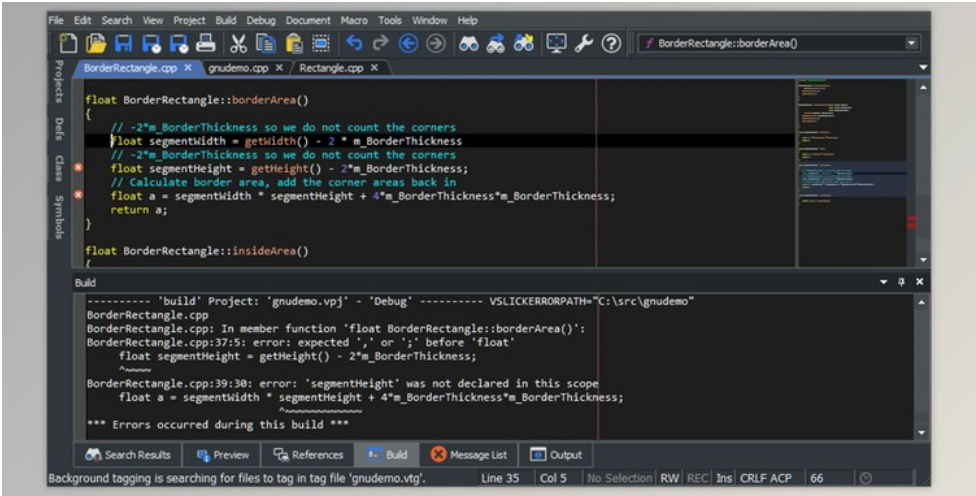 File Edit Search View Project Build Debug Document Macro Tools Window Help
BorderRectangle::borderArea()
BorderRectangle.cpp gnudemo.cpp Rectangle.cpp
Projects
Defs
Class
Symbols
float BorderRectangle::borderArea()
{
// -2*m_BorderThickness so we do not count the corners
float segmentWidth = getWidth() - 2 * m_BorderThickness
// -2*m_BorderThickness so we do not count the corners
float segmentHeight = getHeight() - 2*m_BorderThickness;
// Calculate border area, add the corner areas back in
float a = segmentWidth * segmentHeight + 4*m_BorderThickness*m_BorderThickness;
return a;
}
float BorderRectangle::insideArea()
{
Build
---------- 'build' Project: 'gnudemo.vpj' - 'Debug' ---------- VSLICKERRORPATH="C:\src\gnudemo"
BorderRectangle.cpp
BorderRectangle.cpp: In member function 'float BorderRectangle::borderArea()':
BorderRectangle.cpp:37:5: error: expected ',' or ';' before 'float'
float segmentHeight = getHeight() - 2*m_BorderThickness;
^~~~~
BorderRectangle.cpp:39:30: error: 'segmentHeight' was not declared in this scope
float a = segmentWidth * segmentHeight + 4*m_BorderThickness*m_BorderThickness;
^~~~~~~~~~~~~
*** Errors occurred during this build ***
Search Results Preview References Build Message List Output
Background tagging is searching for files to tag in tag file 'gnudemo.vtg'. Line 35 Col 5 No Selection RW REC Ins CRLF ACP 66